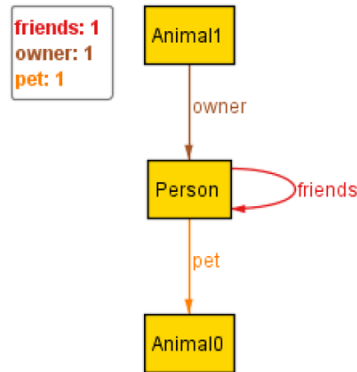 friends: 1
owner: 1
pet: 1
Animal1
owner
Person
friends
pet
Animal0